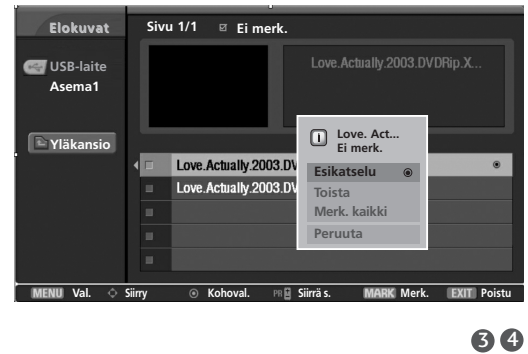 Elokuvat
Sivu 1/1 Ei merk.
USB-laite
Asema1
Love.Actually.2003.DVDRip.X...
Yläkansio
Love. Act...
Ei merk.
Love.Actually.2003.DV
Esikatselu
Love.Actually.2003.DV
Toista
Merk. kaikki
Peruuta
MENU Val. Siirry Kohoval. PR Siirrä s. MARK Merk. EXIT Poistu
3 4